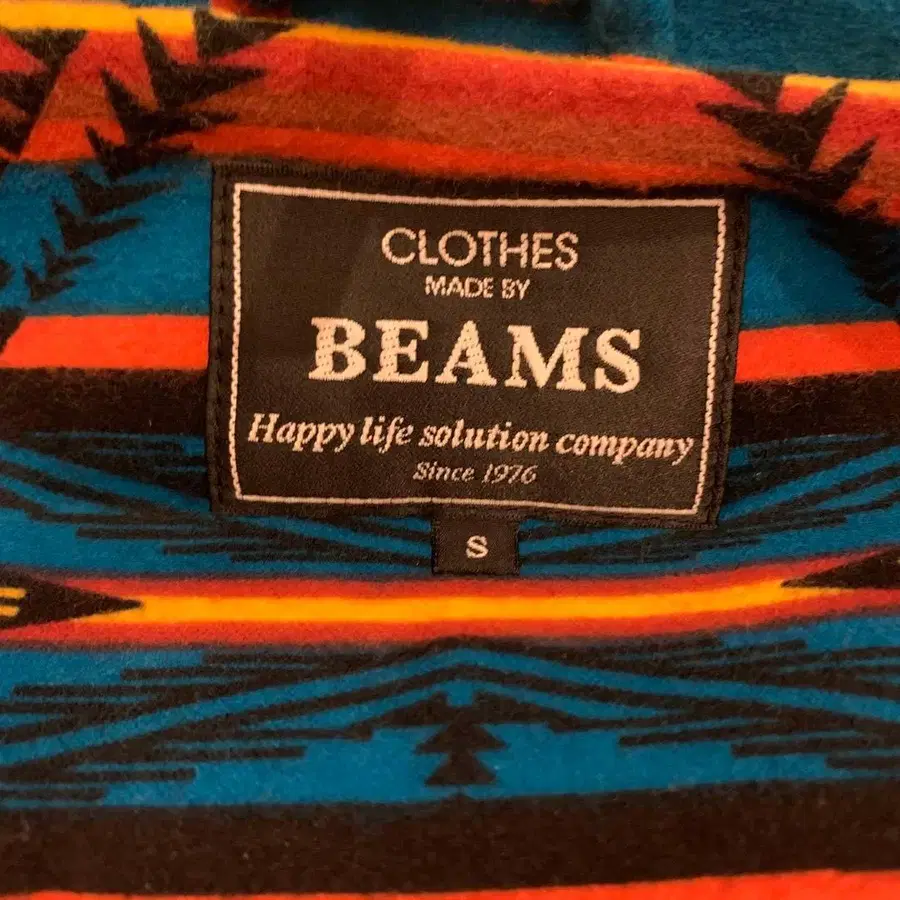 CLOTHES
MADE BY
BEAMS
Happy life solution company
Since 1976
S